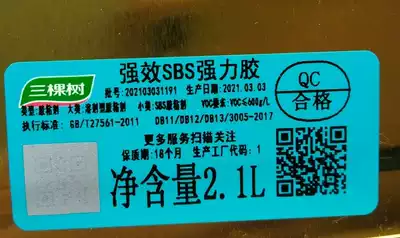 三棵树
强效SBS强力胶
批号:202103031191 生产日期:2021.03.03
类型:胶粘剂 大类:溶剂型胶粘剂 小类:SBS胶粘剂 VOC要求:VOC≤600g/L
执行标准: GB/T27561-2011 DB11/DB12/DB13/3005-2017
QC
合格
更多服务扫描关注
保质期:18个月 生产工厂代码: 1
净含量2.1L